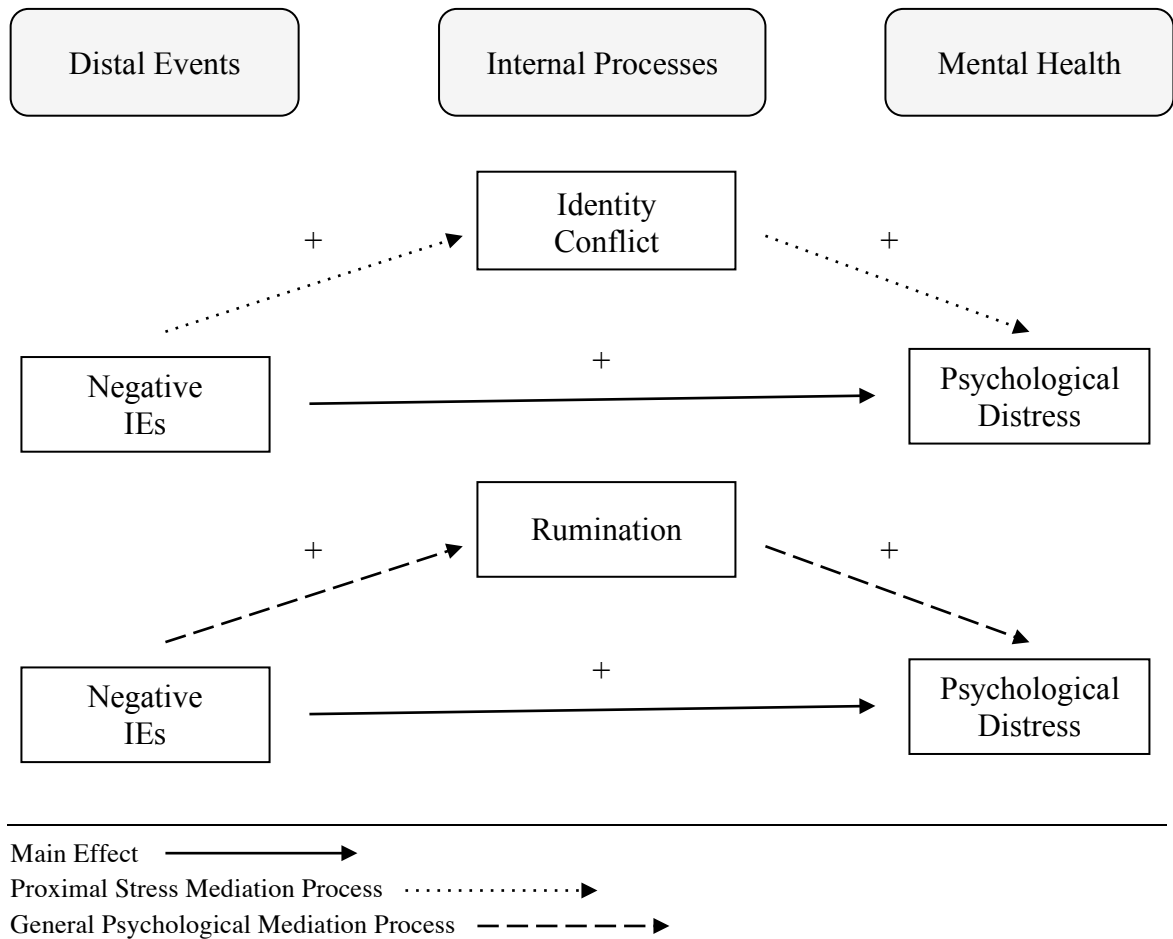 Distal Events
Internal Processes
Mental Health
Identity
Conflict
+
+
Negative
IEs
+
Psychological
Distress
Rumination
+
+
Negative
IEs
+
Psychological
Distress
Main Effect
Proximal Stress Mediation Process
General Psychological Mediation Process